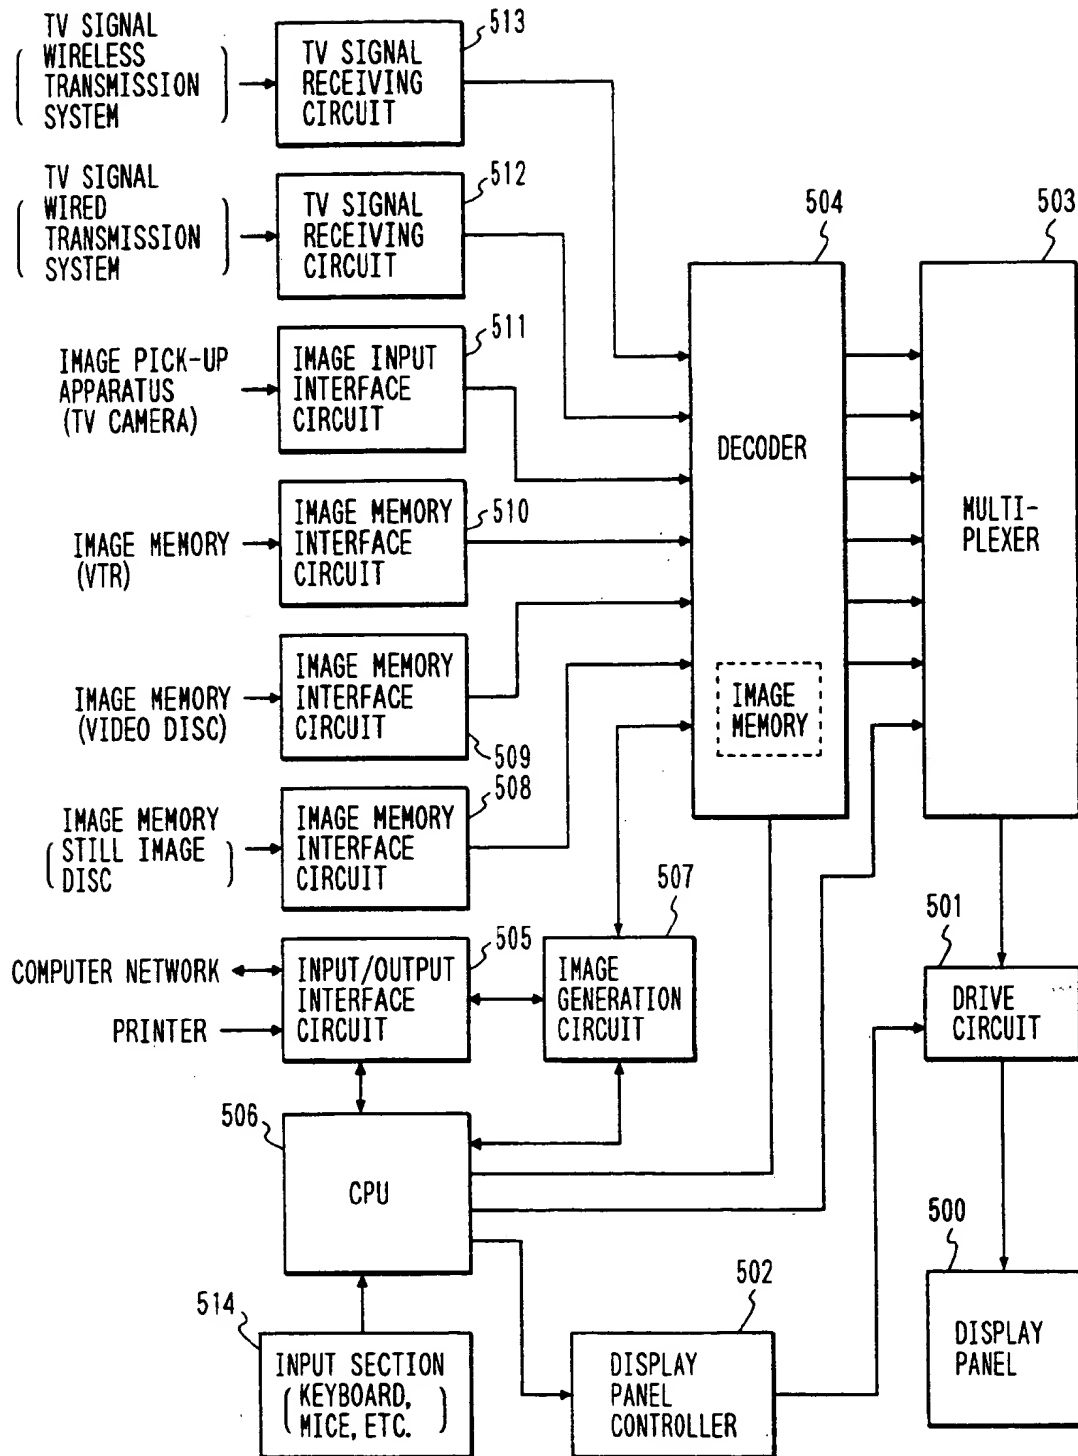 TV SIGNAL
WIRELESS
TRANSMISSION
SYSTEM
513
TV SIGNAL
RECEIVING
CIRCUIT
TV SIGNAL
WIRED
TRANSMISSION
SYSTEM
512
TV SIGNAL
RECEIVING
CIRCUIT
504
503
IMAGE PICK-UP
APPARATUS
(TV CAMERA)
511
IMAGE INPUT
INTERFACE
CIRCUIT
DECODER
MULTI-
PLEXER
IMAGE MEMORY
(VTR)
510
IMAGE MEMORY
INTERFACE
CIRCUIT
IMAGE MEMORY
(VIDEO DISC)
IMAGE MEMORY
INTERFACE
CIRCUIT
509
IMAGE
MEMORY
IMAGE MEMORY
(STILL IMAGE
DISC)
508
IMAGE MEMORY
INTERFACE
CIRCUIT
507
501
COMPUTER NETWORK
PRINTER
505
INPUT/OUTPUT
INTERFACE
CIRCUIT
IMAGE
GENERATION
CIRCUIT
DRIVE
CIRCUIT
506
CPU
500
514
502
INPUT SECTION
(KEYBOARD,
MICE, ETC.)
DISPLAY
PANEL
CONTROLLER
DISPLAY
PANEL